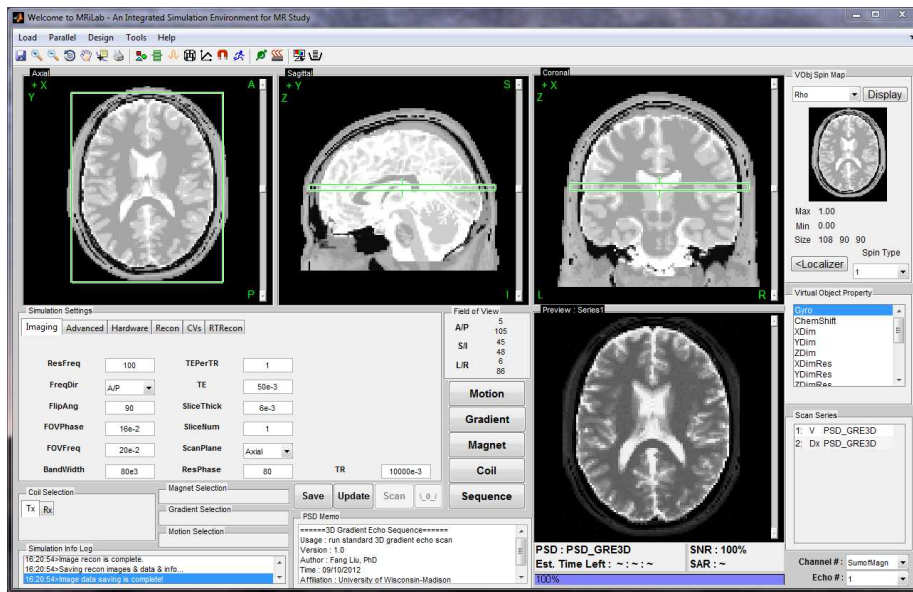 Welcome to MRiLab - An Integrated Simulation Environment for MR Study
Load Parallel Design Tools Help
Axial
+ X
Y
A
P
Sagittal
+ Y
Z
S
I
Coronal
+ X
Z
L
R
VObj Spin Map
Rho
Display
Max 1.00
Min 0.00
Size 108 90 90
Spin Type
<Localizer
1
Virtual Object Property
Gyro
ChemShift
XDim
YDim
ZDim
XDimRes
YDimRes
ZDimRes
Scan Series
1: V PSD_GRE3D
2: Dx PSD_GRE3D
Channel #: SumofMagn
Echo #: 1
Simulation Settings
Imaging Advanced Hardware Recon CVs RTRecon
ResFreq 100 TEPerTR 1
FreqDir A/P TE 50e-3
FlipAng 90 SliceThick 6e-3
FOVPhase 16e-2 SliceNum 1
FOVFreq 20e-2 ScanPlane Axial
BandWidth 80e3 ResPhase 80 TR 10000e-3
Field of View
A/P 5
105
S/I 45
48
L/R 6
86
Motion
Gradient
Magnet
Coil
Sequence
Coil Selection
Tx Rx
Magnet Selection
Gradient Selection
Motion Selection
Save Update Scan \_0_/
Simulation Info Log
16:20:54>Image recon is complete.
16:20:54>Saving recon images & data & info...
16:20:54>Image data saving is complete!
PSD Memo
======3D Gradient Echo Sequence======
Usage : run standard 3D gradient echo scan
Version : 1.0
Author : Fang Liu, PhD
Time : 09/10/2012
Affiliation : University of Wisconsin-Madison
Preview : Series1
PSD : PSD_GRE3D
SNR : 100%
Est. Time Left : ~ : ~ : ~
SAR : ~
100%